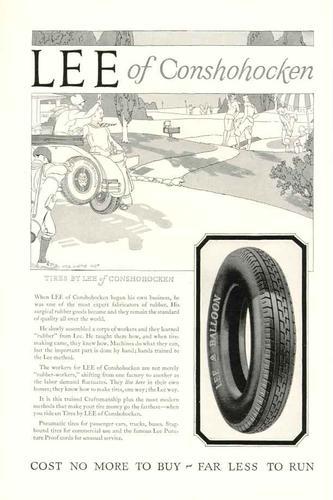 LEE of Conshohocken
TIRES BY LEE of CONSHOHOCKEN
When LEE of Conshohocken began his own business, he
was one of the most expert fabricators of rubber. His
surgical rubber goods became and they remain the standard
of quality all over the world.
He slowly assembled a corps of workers and they learned
"rubber" from Lee. He taught them how, and when tire-
making came, they knew how. Machines do what they can,
but the important part is done by hand; hands trained to
the Lee method.
The workers for LEE of Conshohocken are not merely
"rubber-workers," shifting from one factory to another as
the labor demand fluctuates. They live here in their own
homes; they know how to make tires, one way; the Lee way.
It is this trained Craftsmanship plus the most modern
methods that make your tire money go the farthest—when
you ride on Tires by LEE of Conshohocken.
Pneumatic tires for passenger-cars, trucks, buses. Stag-
bound tires for commercial use and the famous Lee Punc-
ture Proof cords for unusual service.
LEE BALLOON
COST NO MORE TO BUY ~ FAR LESS TO RUN